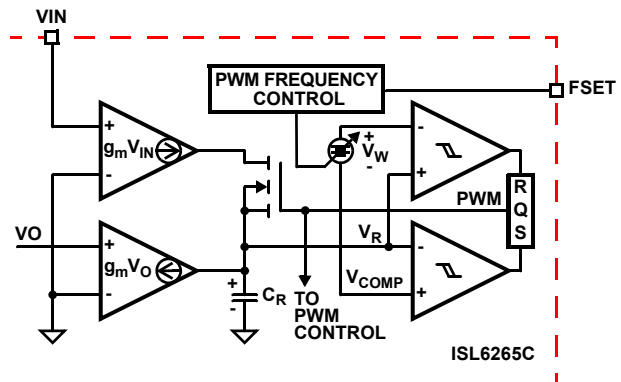 VIN
PWM FREQUENCY
CONTROL
FSET
+
gmVIN
-
+
VW
-
-
+
PWM
R
Q
S
VO
+
gmVO
-
VR
-
VCOMP
+
+
CR
-
TO
PWM
CONTROL
ISL6265C